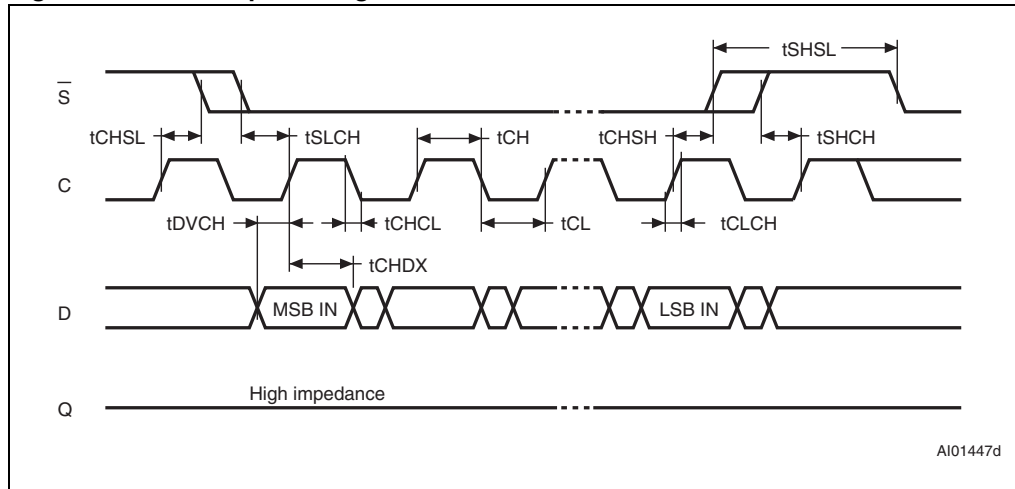 tSHSL
S
tCHSL
tSLCH
tCH
tCHSH
tSHCH
C
tDVCH
tCHCL
tCL
tCLCH
tCHDX
D
MSB IN
LSB IN
High impedance
Q
AI01447d